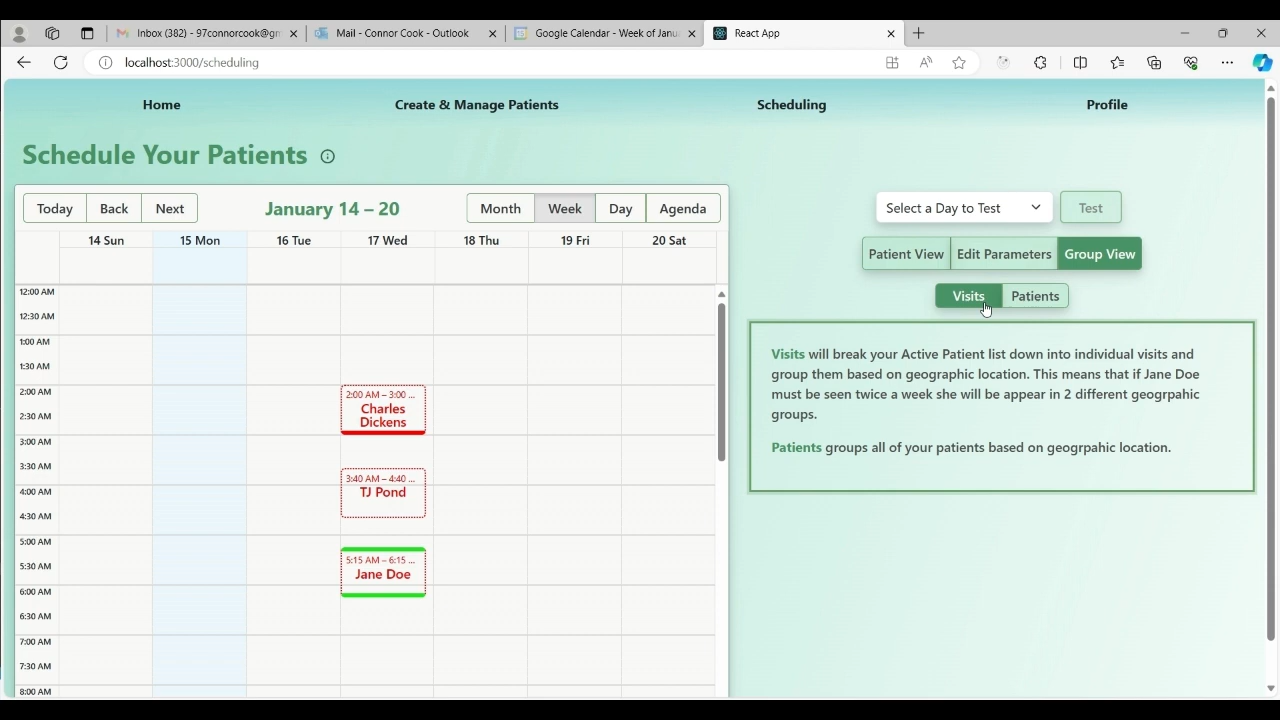 Inbox (382) - 97connorcook@gm
Mail - Connor Cook - Outlook
Google Calendar - Week of Janu
React App
localhost:3000/scheduling
Home
Create & Manage Patients
Scheduling
Profile
Schedule Your Patients
Today
Back
Next
January 14 – 20
Month
Week
Day
Agenda
14 Sun
15 Mon
16 Tue
17 Wed
18 Thu
19 Fri
20 Sat
12:00 AM
12:30 AM
1:00 AM
1:30 AM
2:00 AM
2:30 AM
3:00 AM
3:30 AM
4:00 AM
4:30 AM
5:00 AM
5:30 AM
6:00 AM
6:30 AM
7:00 AM
7:30 AM
8:00 AM
2:00 AM – 3:00 ...
Charles
Dickens
3:40 AM – 4:40 ...
TJ Pond
5:15 AM – 6:15 ...
Jane Doe
Select a Day to Test
Test
Patient View
Edit Parameters
Group View
Visits
Patients
Visits will break your Active Patient list down into individual visits and
group them based on geographic location. This means that if Jane Doe
must be seen twice a week she will be appear in 2 different geogrpahic
groups.
Patients groups all of your patients based on geogrpahic location.